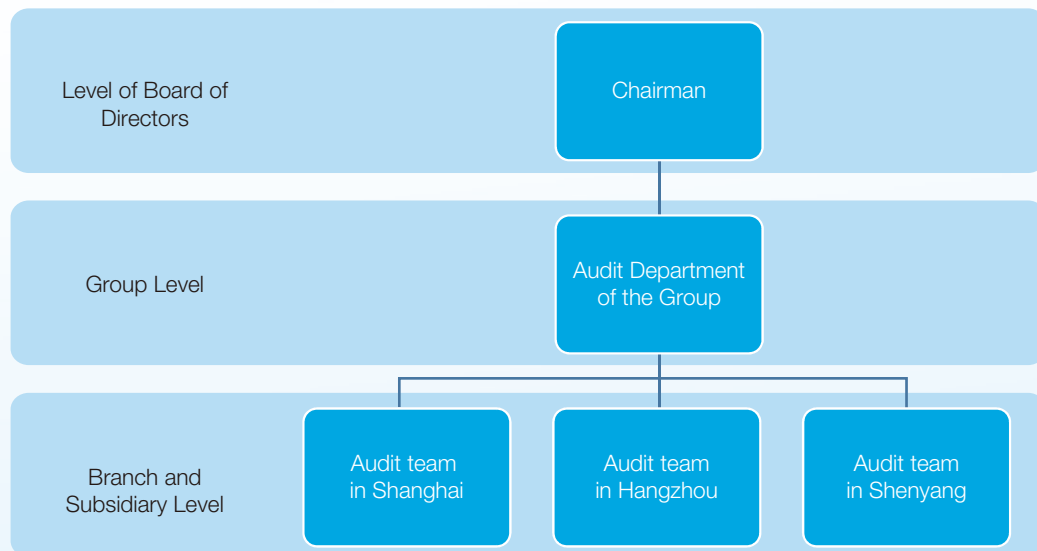 Level of Board of
Directors
Chairman
Group Level
Audit Department
of the Group
Branch and
Subsidiary Level
Audit team
in Shanghai
Audit team
in Hangzhou
Audit team
in Shenyang